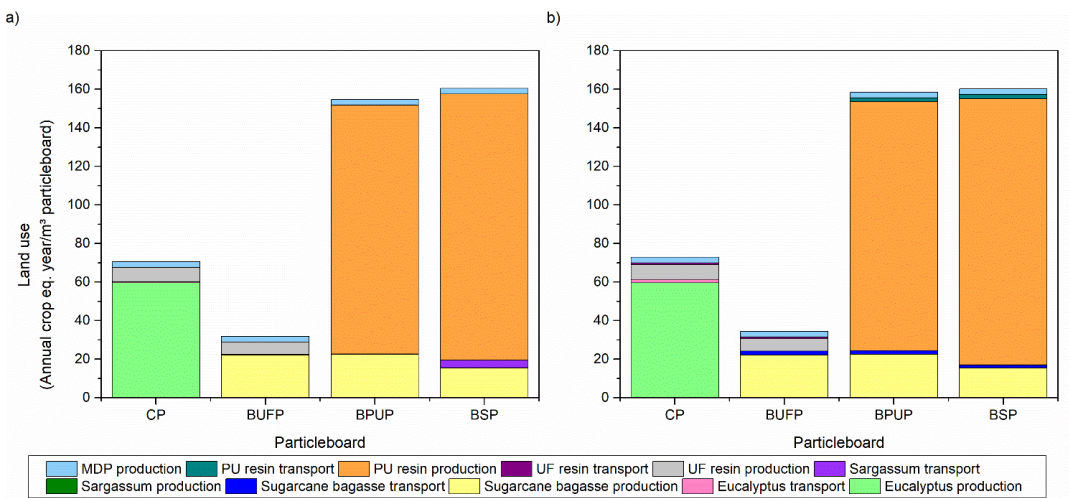 a)
b)
Land use
(Annual crop eq. year/m³ particleboard)
180
160
140
120
100
80
60
40
20
0
CP BUFP BPUP BSP
Particleboard
180
160
140
120
100
80
60
40
20
0
CP BUFP BPUP BSP
Particleboard
MDP production PU resin transport PU resin production UF resin transport UF resin production Sargassum transport
Sargassum production Sugarcane bagasse transport Sugarcane bagasse production Eucalyptus transport Eucalyptus production